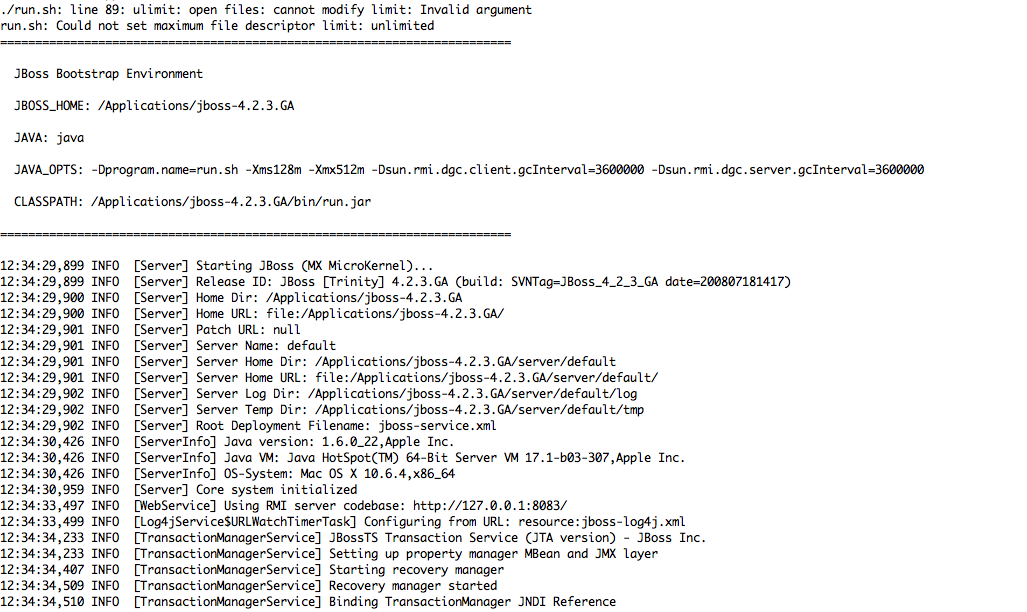 ./run.sh: line 89: ulimit: open files: cannot modify limit: Invalid argument
run.sh: Could not set maximum file descriptor limit: unlimited
=========================================================================
JBoss Bootstrap Environment
JBOSS_HOME: /Applications/jboss-4.2.3.GA
JAVA: java
JAVA_OPTS: -Dprogram.name=run.sh -Xms128m -Xmx512m -Dsun.rmi.dgc.client.gcInterval=3600000 -Dsun.rmi.dgc.server.gcInterval=3600000
CLASSPATH: /Applications/jboss-4.2.3.GA/bin/run.jar
=========================================================================
12:34:29,899 INFO  [Server] Starting JBoss (MX MicroKernel)...
12:34:29,899 INFO  [Server] Release ID: JBoss [Trinity] 4.2.3.GA (build: SVNTag=JBoss_4_2_3_GA date=200807181417)
12:34:29,900 INFO  [Server] Home Dir: /Applications/jboss-4.2.3.GA
12:34:29,900 INFO  [Server] Home URL: file:/Applications/jboss-4.2.3.GA/
12:34:29,901 INFO  [Server] Patch URL: null
12:34:29,901 INFO  [Server] Server Name: default
12:34:29,901 INFO  [Server] Server Home Dir: /Applications/jboss-4.2.3.GA/server/default
12:34:29,901 INFO  [Server] Server Home URL: file:/Applications/jboss-4.2.3.GA/server/default/
12:34:29,902 INFO  [Server] Server Log Dir: /Applications/jboss-4.2.3.GA/server/default/log
12:34:29,902 INFO  [Server] Server Temp Dir: /Applications/jboss-4.2.3.GA/server/default/tmp
12:34:29,902 INFO  [Server] Root Deployment Filename: jboss-service.xml
12:34:30,426 INFO  [ServerInfo] Java version: 1.6.0_22,Apple Inc.
12:34:30,426 INFO  [ServerInfo] Java VM: Java HotSpot(TM) 64-Bit Server VM 17.1-b03-307,Apple Inc.
12:34:30,426 INFO  [ServerInfo] OS-System: Mac OS X 10.6.4,x86_64
12:34:30,959 INFO  [Server] Core system initialized
12:34:33,497 INFO  [WebService] Using RMI server codebase: http://127.0.0.1:8083/
12:34:33,499 INFO  [Log4jService$URLWatchTimerTask] Configuring from URL: resource:jboss-log4j.xml
12:34:34,233 INFO  [TransactionManagerService] JBossTS Transaction Service (JTA version) - JBoss Inc.
12:34:34,233 INFO  [TransactionManagerService] Setting up property manager MBean and JMX layer
12:34:34,407 INFO  [TransactionManagerService] Starting recovery manager
12:34:34,509 INFO  [TransactionManagerService] Recovery manager started
12:34:34,510 INFO  [TransactionManagerService] Binding TransactionManager JNDI Reference